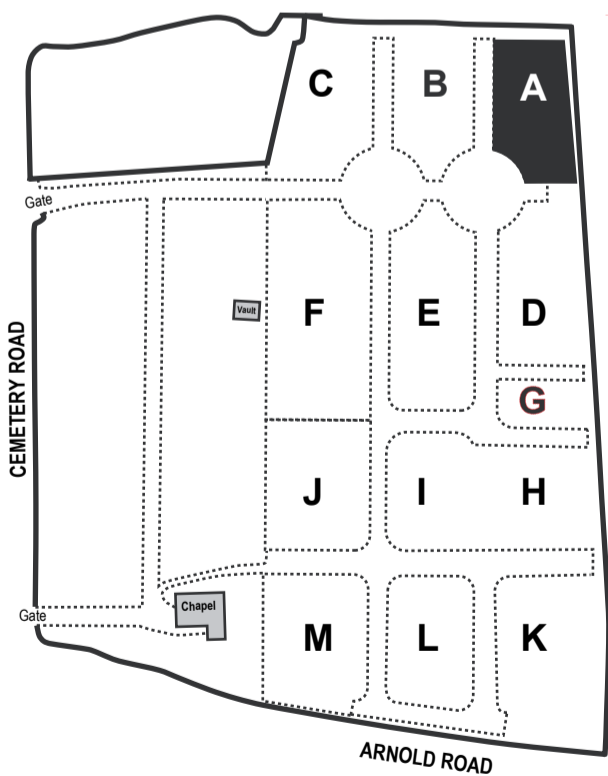 C
B
A
Gate
Vault
F
E
D
CEMETERY ROAD
G
J
I
H
Chapel
Gate
M
L
K
ARNOLD ROAD